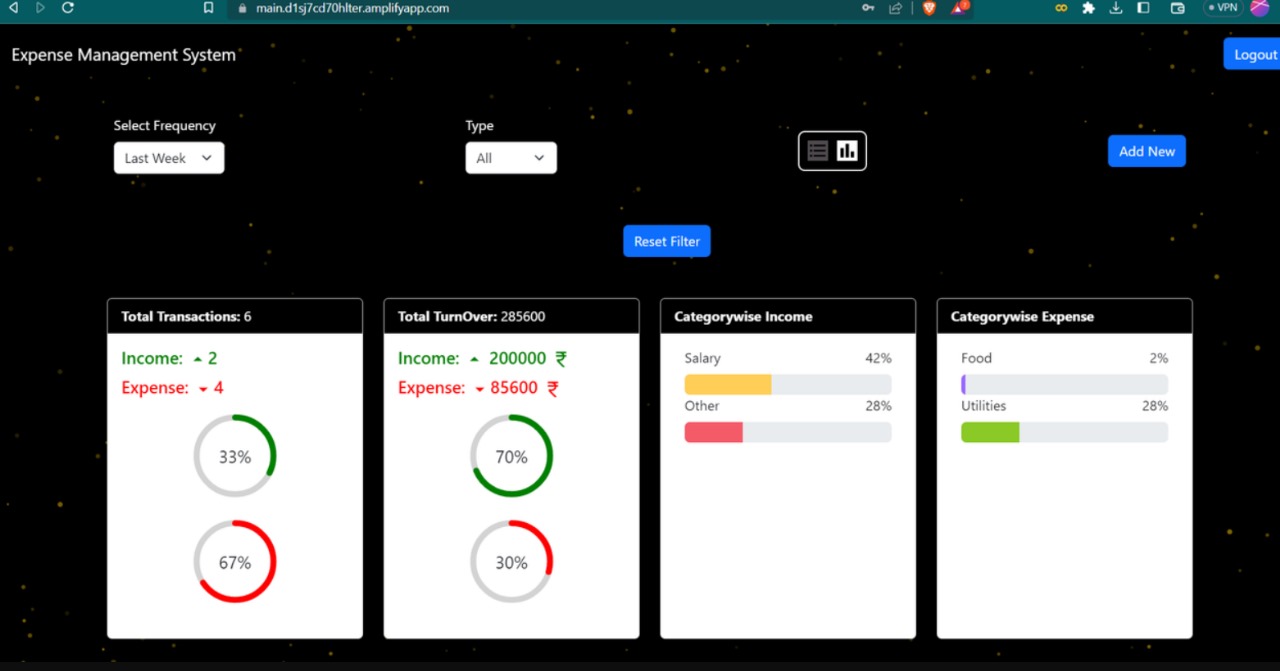 main.d1sj7cd70hlter.amplifyapp.com
VPN
Expense Management System
Logout
Select Frequency
Type
Last Week
All
Add New
Reset Filter
Total Transactions: 6
Income: 2
Expense: 4
33%
67%
Total TurnOver: 285600
Income: 200000 ₹
Expense: 85600 ₹
70%
30%
Categorywise Income
Salary 42%
Other 28%
Categorywise Expense
Food 2%
Utilities 28%